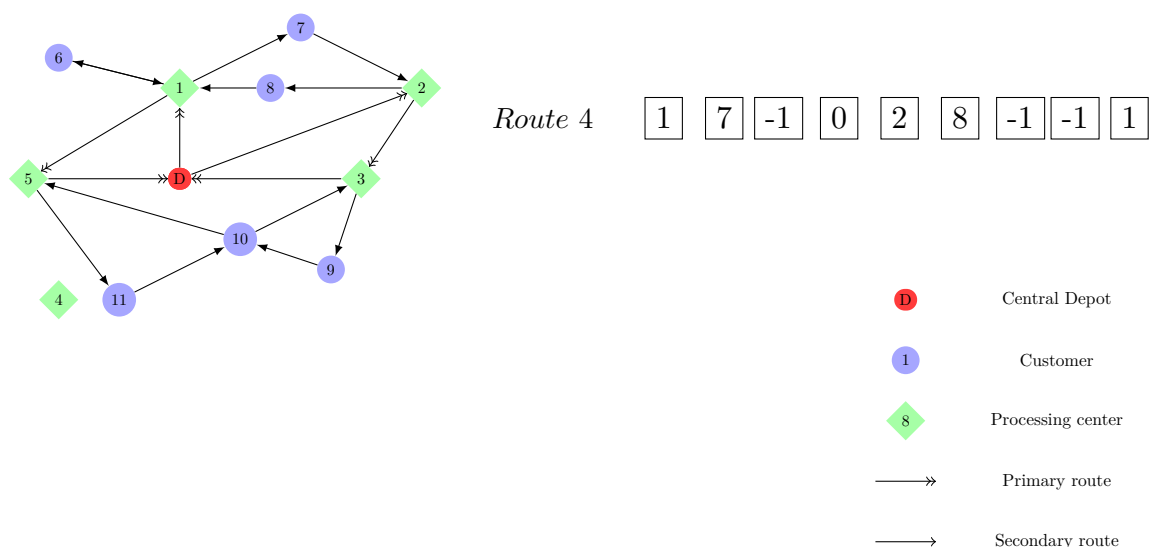 7
6
1
8
2
Route 4 1 7 -1 0 2 8 -1 -1 1
5
D
3
10
9
4
11
D Central Depot
1 Customer
8 Processing center
Primary route
Secondary route